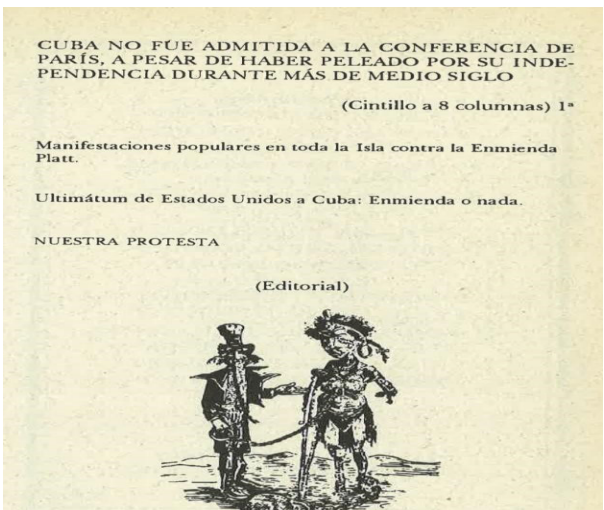 CUBA NO FUE ADMITIDA A LA CONFERENCIA DE
PARÍS, A PESAR DE HABER PELEADO POR SU INDE-
PENDENCIA DURANTE MÁS DE MEDIO SIGLO
(Cintillo a 8 columnas) 1ª
Manifestaciones populares en toda la Isla contra la Enmienda
Platt.
Ultimátum de Estados Unidos a Cuba: Enmienda o nada.
NUESTRA PROTESTA
(Editorial)